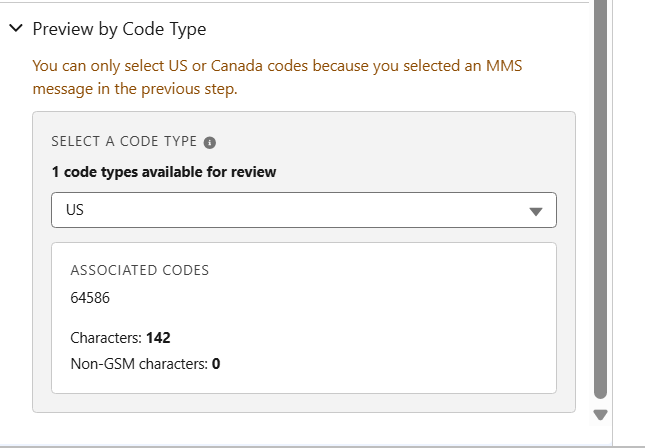 Preview by Code Type
You can only select US or Canada codes because you selected an MMS
message in the previous step.
SELECT A CODE TYPE
1 code types available for review
US
ASSOCIATED CODES
64586
Characters: 142
Non-GSM characters: 0